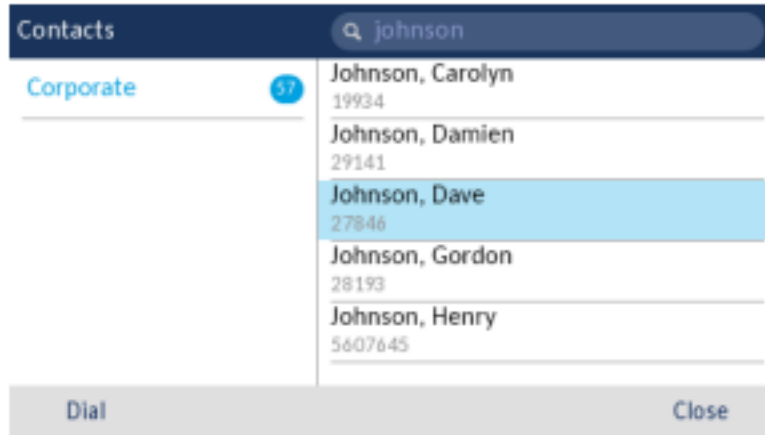 Contacts
johnson
Corporate
57
Johnson, Carolyn
19934
Johnson, Damien
29141
Johnson, Dave
27846
Johnson, Gordon
28193
Johnson, Henry
5607645
Dial
Close